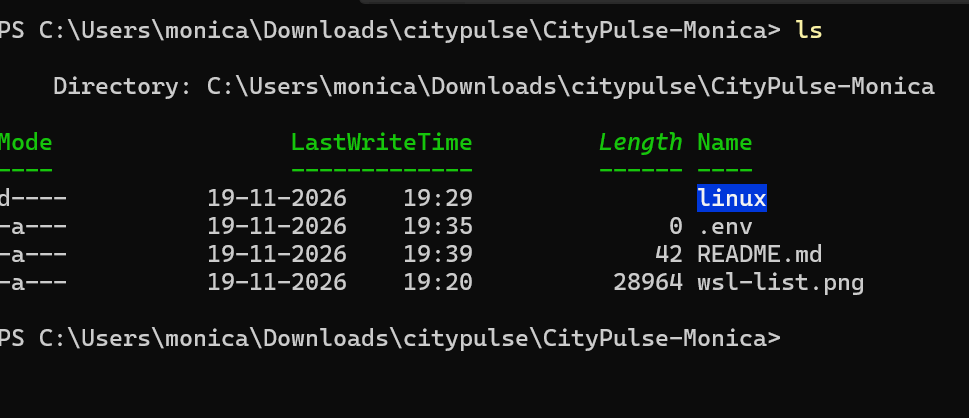 PS C:\Users\monica\Downloads\citypulse\CityPulse-Monica> ls
Directory: C:\Users\monica\Downloads\citypulse\CityPulse-Monica
Mode                 LastWriteTime         Length Name
----                 -------------         ------ ----
d----          19-11-2026    19:29                linux
-a---          19-11-2026    19:35              0 .env
-a---          19-11-2026    19:39             42 README.md
-a---          19-11-2026    19:20          28964 wsl-list.png
PS C:\Users\monica\Downloads\citypulse\CityPulse-Monica>